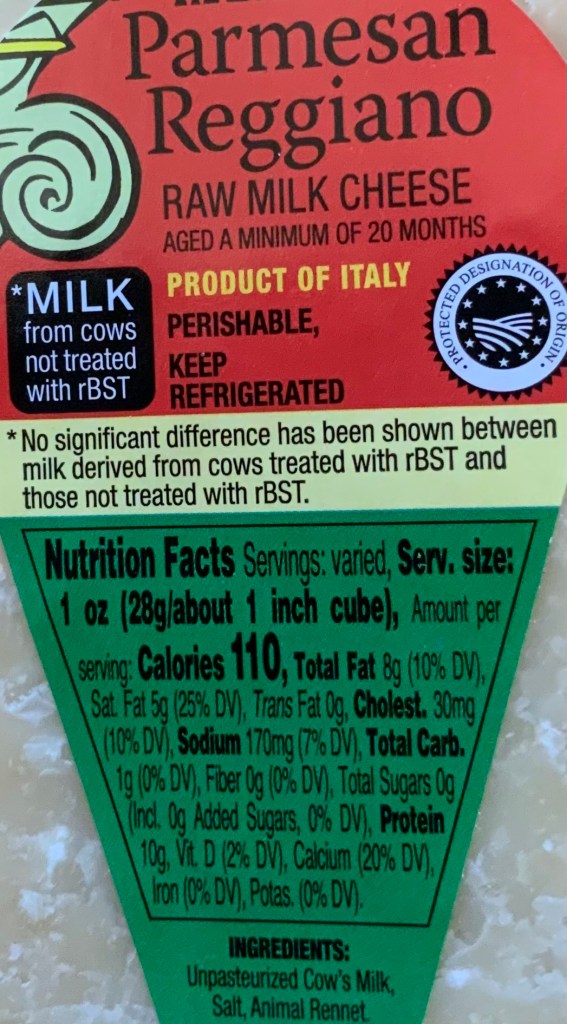 Parmesan
Reggiano
RAW MILK CHEESE
AGED A MINIMUM OF 20 MONTHS
*MILK
from cows
not treated
with rBST
PRODUCT OF ITALY
PERISHABLE,
KEEP
REFRIGERATED
PROTECTED DESIGNATION OF ORIGIN
*No significant difference has been shown between
milk derived from cows treated with rBST and
those not treated with rBST.
Nutrition Facts Servings: varied, Serv. size:
1 oz (28g/about 1 inch cube), Amount per
serving: Calories 110, Total Fat 8g (10% DV),
Sat. Fat 5g (25% DV), Trans Fat 0g, Cholest. 30mg
(10% DV), Sodium 170mg (7% DV), Total Carb.
1g (0% DV), Fiber 0g (0% DV), Total Sugars 0g
(Incl. 0g Added Sugars, 0% DV), Protein
10g, Vit. D (2% DV), Calcium (20% DV),
Iron (0% DV), Potas. (0% DV).
INGREDIENTS:
Unpasteurized Cow's Milk,
Salt, Animal Rennet.